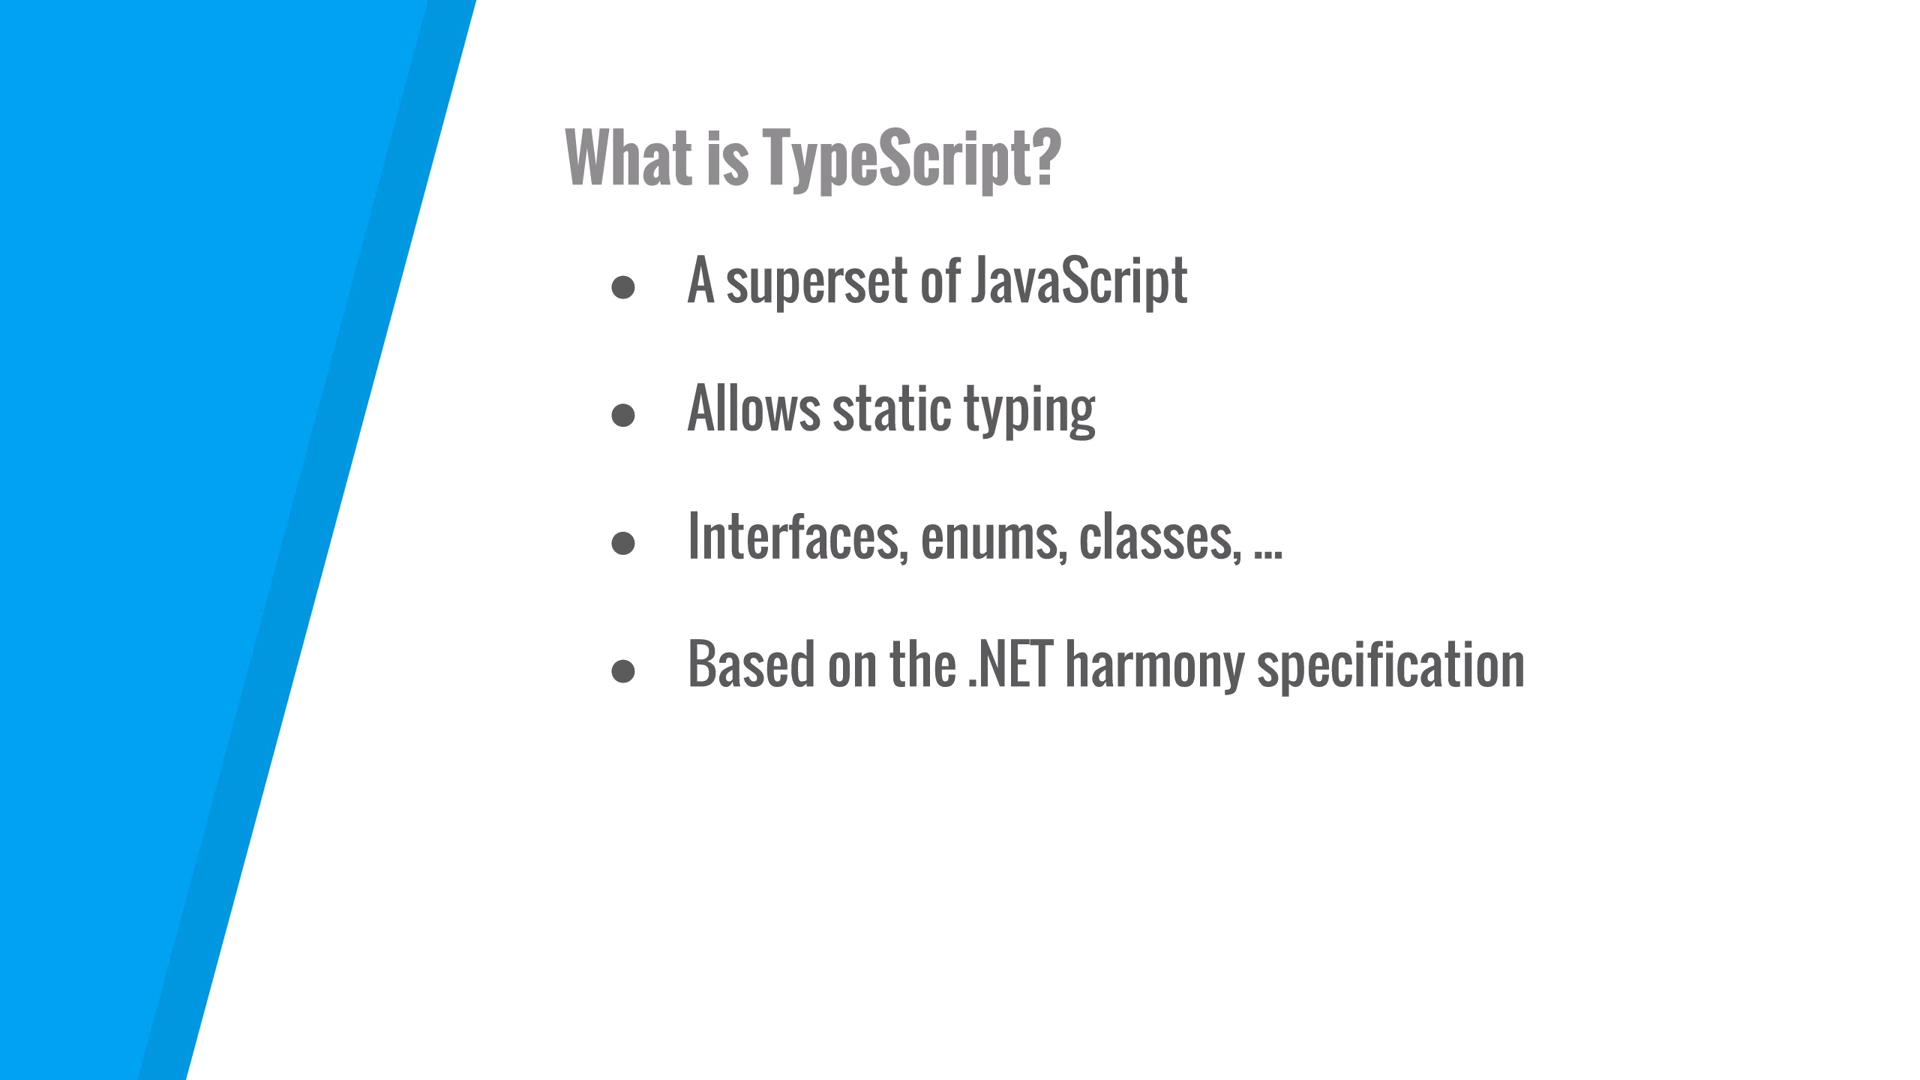 What is TypeScript?
● A superset of JavaScript
● Allows static typing
● Interfaces, enums, classes, ...
● Based on the .NET harmony specification